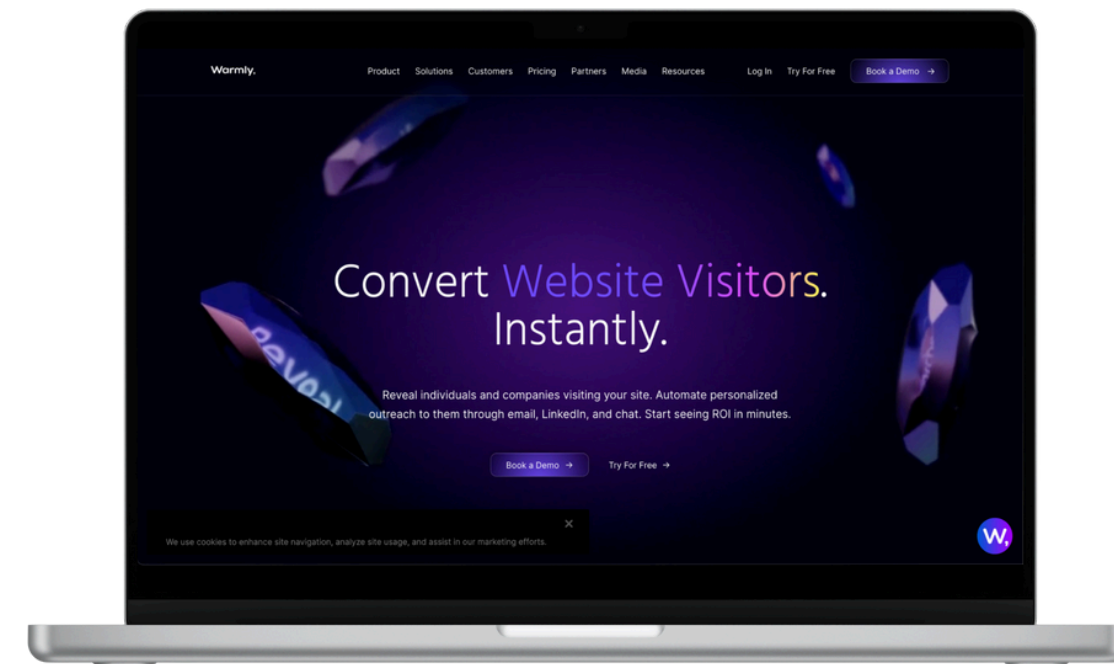 Warmly.
Product Solutions Customers Pricing Partners Media Resources
Log In Try For Free Book a Demo →
Convert Website Visitors.
Instantly.
Reveal
Reveal individuals and companies visiting your site. Automate personalized
outreach to them through email, LinkedIn, and chat. Start seeing ROI in minutes.
Book a Demo → Try For Free →
We use cookies to enhance site navigation, analyze site usage, and assist in our marketing efforts.
W,